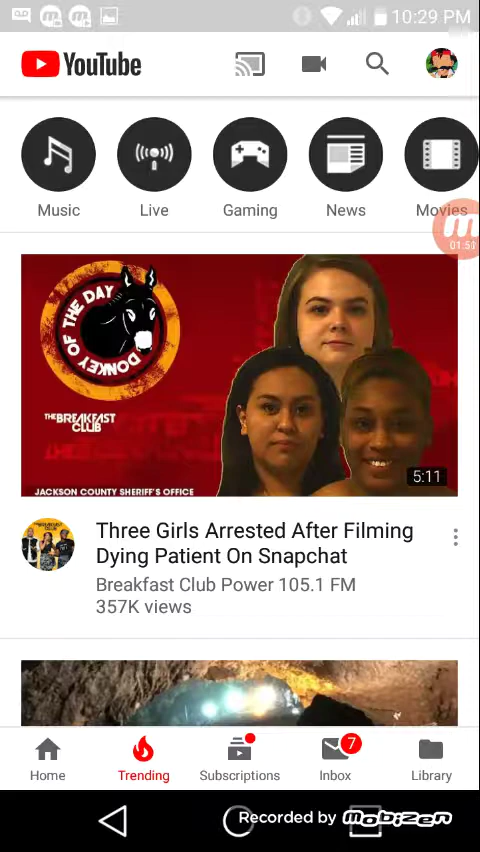 10:29 PM
YouTube
Music
Live
Gaming
News
Movies
01:51
DONKEY OF THE DAY
THE BREAKFAST
CLUB
5:11
JACKSON COUNTY SHERIFF'S OFFICE
Three Girls Arrested After Filming
Dying Patient On Snapchat
Breakfast Club Power 105.1 FM
357K views
7
Home
Trending
Subscriptions
Inbox
Library
Recorded by Mobizen